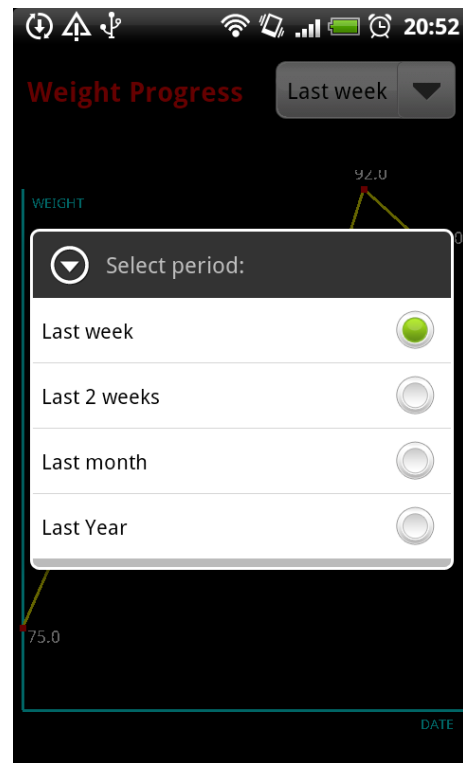 20:52
Weight Progress
Last week
92.0
WEIGHT
0
Select period:
Last week
Last 2 weeks
Last month
Last Year
75.0
DATE